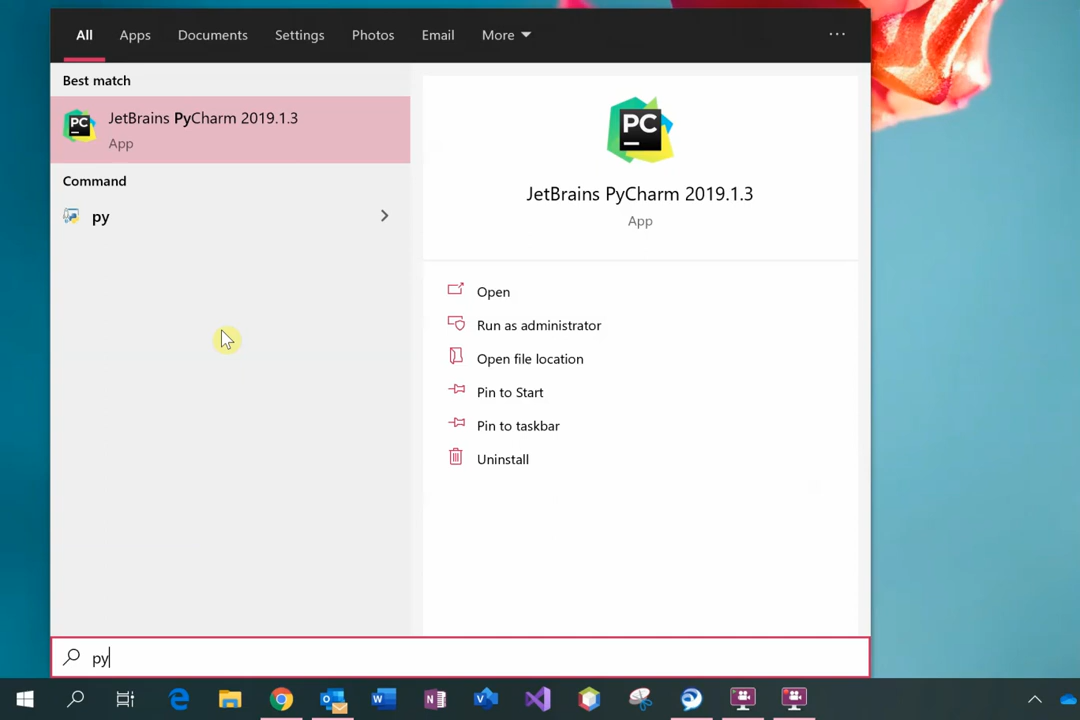 All Apps Documents Settings Photos Email More ...
Best match
JetBrains PyCharm 2019.1.3
App
Command
py
PC
JetBrains PyCharm 2019.1.3
App
Open
Run as administrator
Open file location
Pin to Start
Pin to taskbar
Uninstall
py